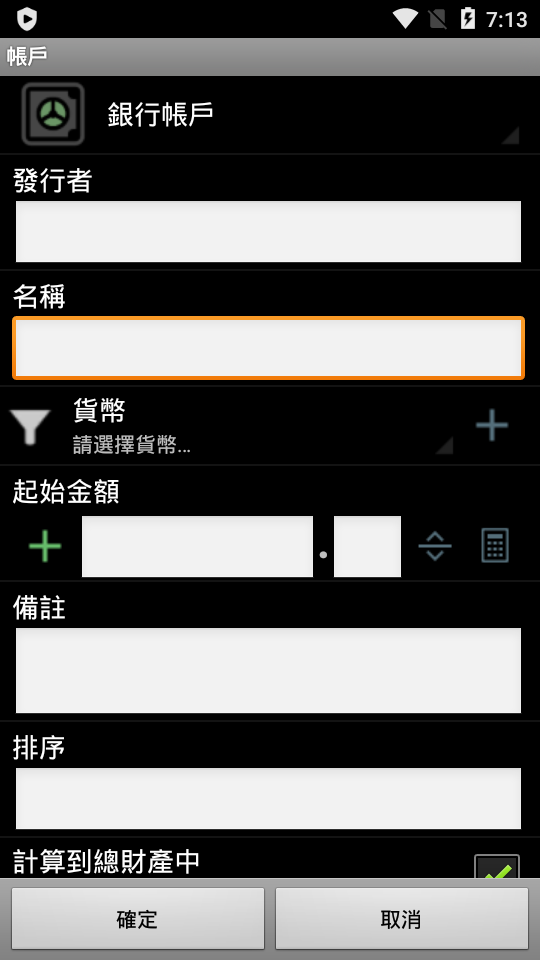 7:13
帳戶
銀行帳戶
發行者
名稱
貨幣
請選擇貨幣...
起始金額
.
備註
排序
計算到總財產中
確定
取消